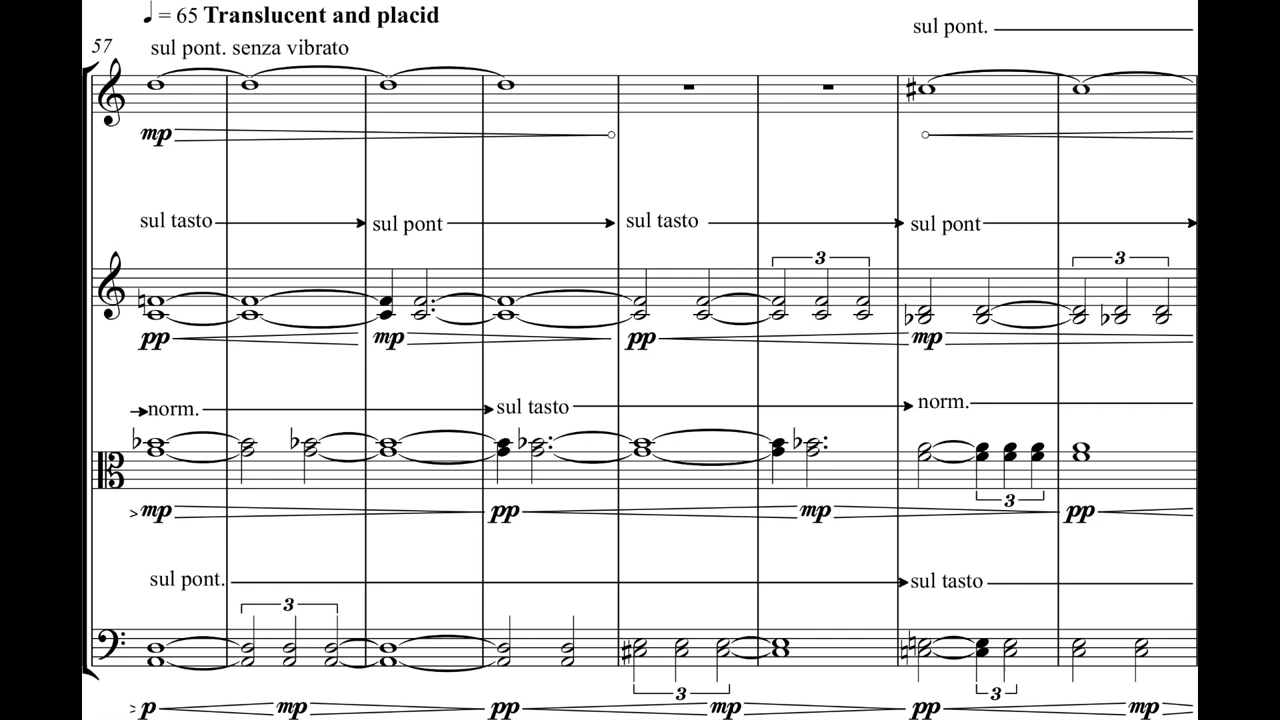 ♩ = 65 Translucent and placid
sul pont.
57
sul pont. senza vibrato
mp
sul tasto sul pont sul tasto sul pont
3 3
pp mp pp mp
norm. sul tasto norm.
3
mp pp mp pp
sul pont. sul tasto
3
3 3
p mp pp mp pp mp